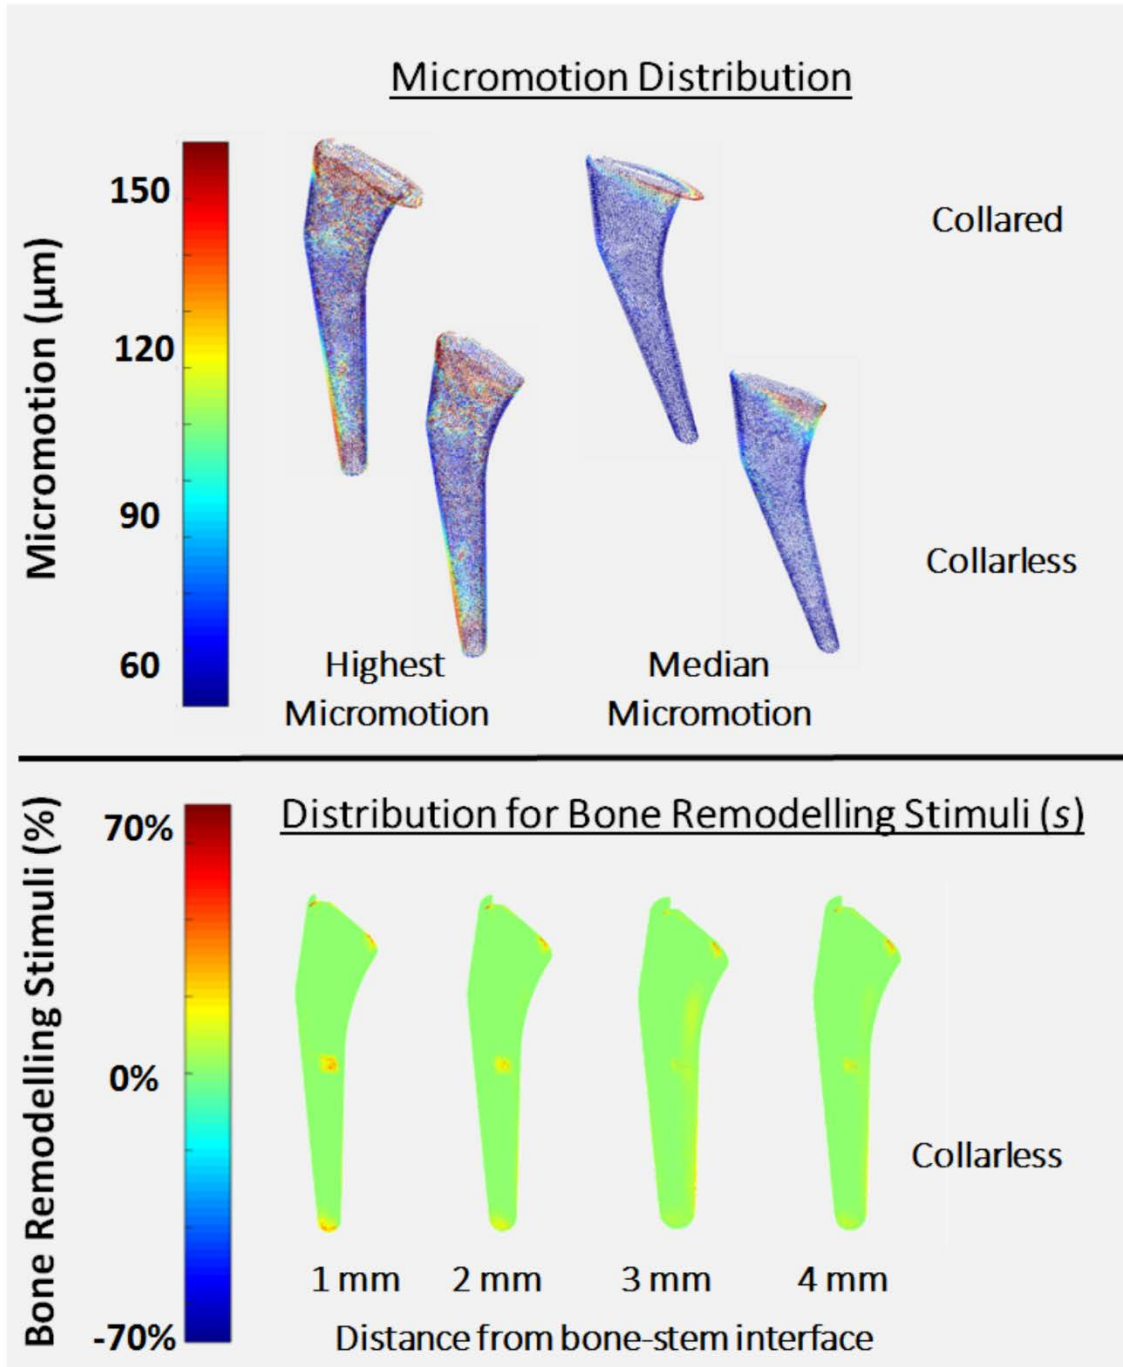 Micromotion Distribution
Micromotion (µm)
150
120
90
60
Collared
Collarless
Highest
Micromotion
Median
Micromotion
Distribution for Bone Remodelling Stimuli (s)
Bone Remodelling Stimuli (%)
70%
0%
-70%
Collarless
1 mm 2 mm 3 mm 4 mm
Distance from bone-stem interface